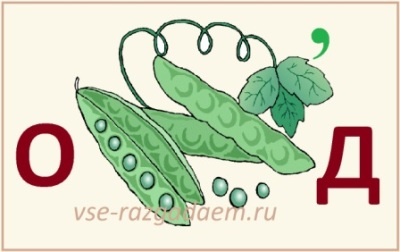 О , Д
vse-razgadaem.ru